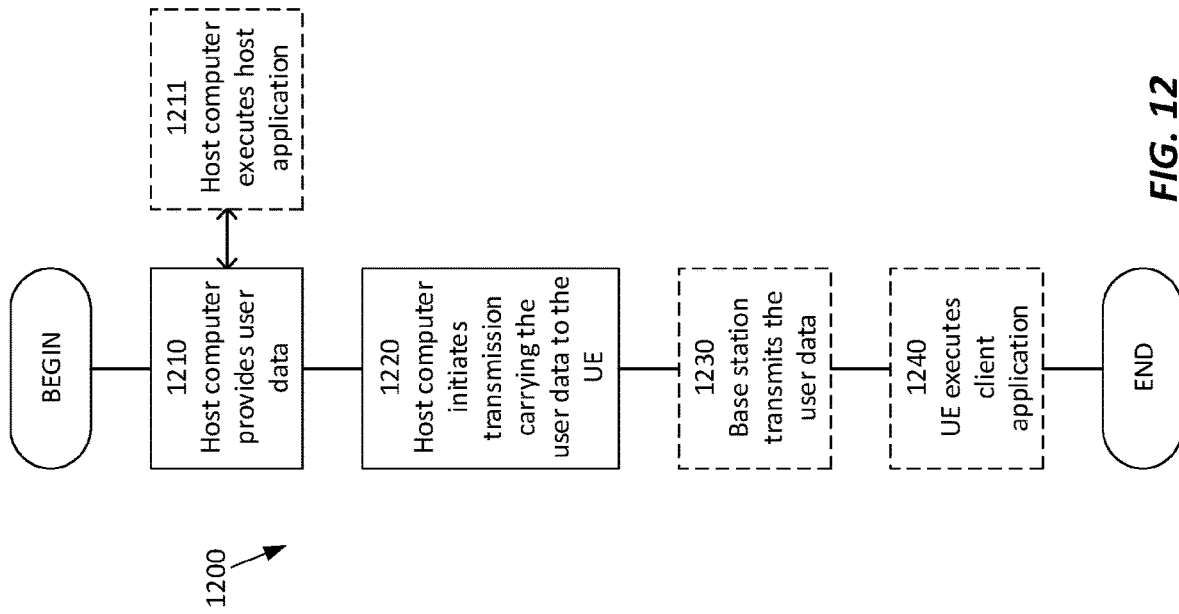 1200
BEGIN
1210
Host computer
provides user
data
1211
Host computer
executes host
application
1220
Host computer
initiates
transmission
carrying the
user data to the
UE
1230
Base station
transmits the
user data
1240
UE executes
client
application
END
FIG. 12